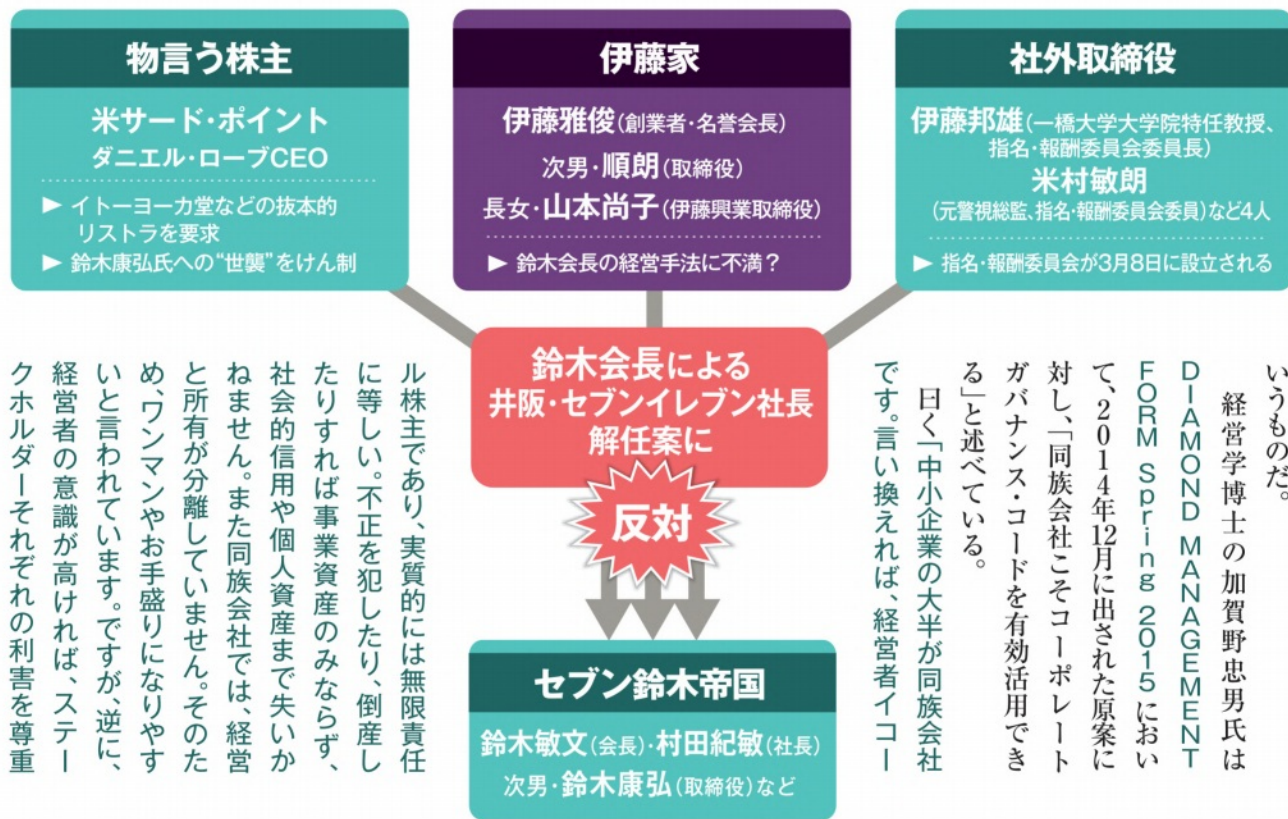 物言う株主
米サード・ポイント
ダニエル・ローブCEO
▶ イトーヨーカ堂などの抜本的
リストラを要求
▶ 鈴木康弘氏への“世襲”をけん制
伊藤家
伊藤雅俊(創業者・名誉会長)
次男・順朗(取締役)
長女・山本尚子(伊藤興業取締役)
▶ 鈴木会長の経営手法に不満?
社外取締役
伊藤邦雄(一橋大学大学院特任教授、
指名・報酬委員会委員長)
米村敏朗
(元警視総監、指名・報酬委員会委員)など4人
▶ 指名・報酬委員会が3月8日に設立される
鈴木会長による
井阪・セブンイレブン社長
解任案に
反対
セブン鈴木帝国
鈴木敏文(会長)・村田紀敏(社長)
次男・鈴木康弘(取締役)など
いうものだ。
経営学博士の加賀野忠男氏は
DIAMOND MANAGEMENT
FORM Spring 2015におい
て、2014年12月に出された原案に
対し、「同族会社こそコーポレート
ガバナンス・コードを有効活用でき
る」と述べている。
曰く「中小企業の大半が同族会社
です。言い換えれば、経営者イコー
ル株主であり、実質的には無限責任
に等しい。不正を犯したり、倒産し
たりすれば事業資産のみならず、
社会的信用や個人資産まで失いか
ねません。また同族会社では、経営
と所有が分離していません。そのた
め、ワンマンやお手盛りになりやす
いと言われています。ですが、逆に、
経営者の意識が高ければ、ステー
クホルダーそれぞれの利害を尊重